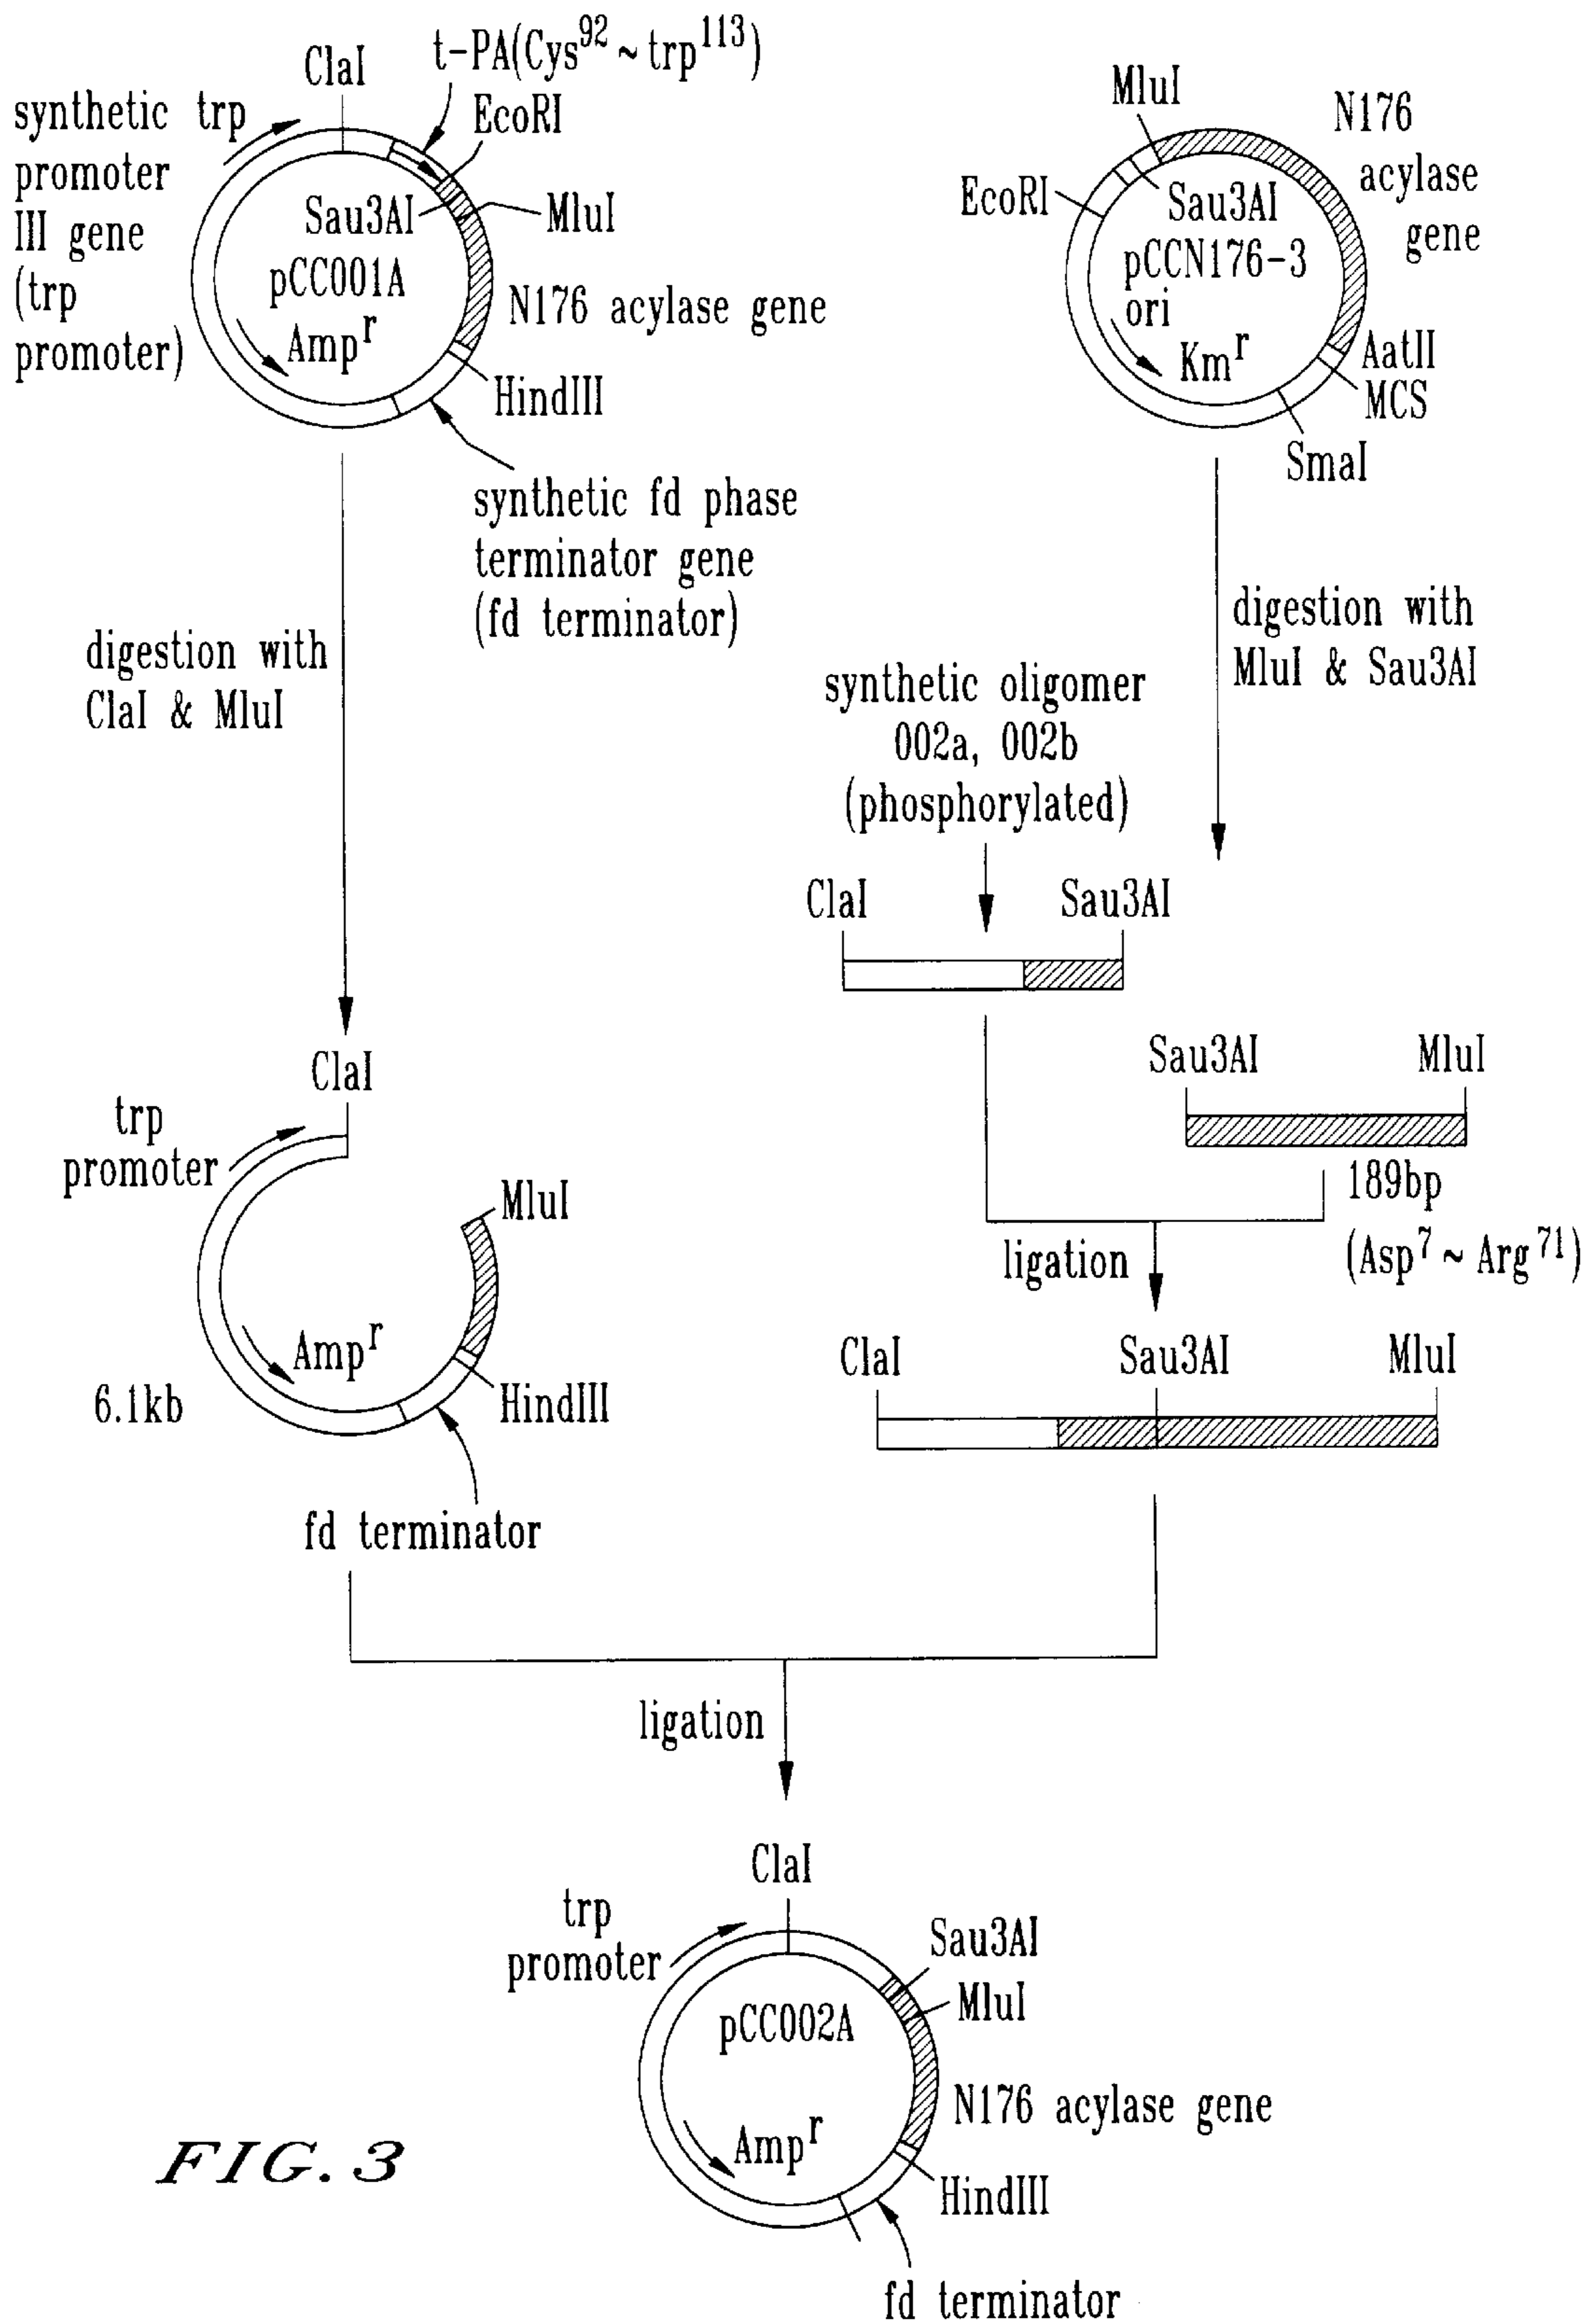 ClaI
t-PA(Cys92 ~ trp113)
EcoRI
synthetic trp
promoter
III gene
(trp
promoter)
Sau3AI
MluI
pCC001A
N176 acylase gene
Ampr
HindIII
synthetic fd phase
terminator gene
(fd terminator)
MluI
N176
acylase
gene
EcoRI
Sau3AI
pCCN176-3
ori
Kmr
AatII
MCS
SmaI
digestion with
ClaI & MluI
digestion with
MluI & Sau3AI
synthetic oligomer
002a, 002b
(phosphorylated)
ClaI
Sau3AI
Sau3AI
MluI
189bp
(Asp7 ~ Arg71)
ligation
ClaI
Sau3AI
MluI
ClaI
trp
promoter
MluI
Ampr
6.1kb
HindIII
fd terminator
ligation
ClaI
trp
promoter
Sau3AI
MluI
pCC002A
N176 acylase gene
Ampr
HindIII
fd terminator
FIG. 3